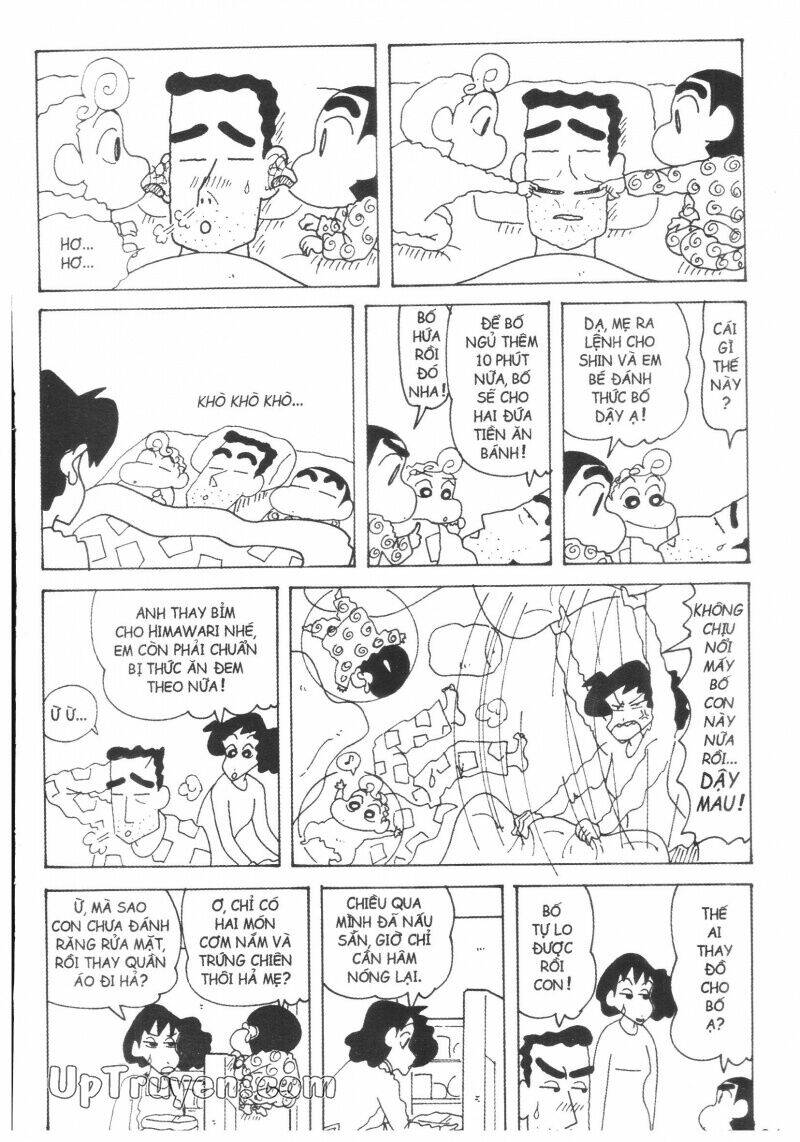 HƠ...
HƠ...
CÁI
GÌ
THẾ
NÀY
?
DẠ, MẸ RA
LỆNH CHO
SHIN VÀ EM
BÉ ĐÁNH
THỨC BỐ
DẬY Ạ!
ĐỂ BỐ
NGỦ THÊM
10 PHÚT
NỮA, BỐ
SẼ CHO
HAI ĐỨA
TIỀN ĂN
BÁNH!
BỐ
HỨA
RỒI
ĐÓ
NHA!
KHÒ KHÒ KHÒ...
KHÔNG
CHỊU
NỔI
MẤY
BỐ
CON
NÀY
NỮA
RỒI...
DẬY
MAU!
ANH THAY BỈM
CHO HIMAWARI NHÉ,
EM CÒN PHẢI CHUẨN
BỊ THỨC ĂN ĐEM
THEO NỮA!
Ừ Ừ...
THẾ
AI
THAY
ĐỒ
CHO
BỐ
Ạ?
BỐ
TỰ LO
ĐƯỢC
RỒI
CON!
CHIỀU QUA
MÌNH ĐÃ NẤU
SẴN, GIỜ CHỈ
CẦN HÂM
NÓNG LẠI.
Ơ, CHỈ CÓ
HAI MÓN
CƠM NẮM VÀ
TRỨNG CHIÊN
THÔI HẢ MẸ?
Ừ, MÀ SAO
CON CHƯA ĐÁNH
RĂNG RỬA MẶT,
RỒI THAY QUẦN
ÁO ĐI HẢ?
UpTruyen.com